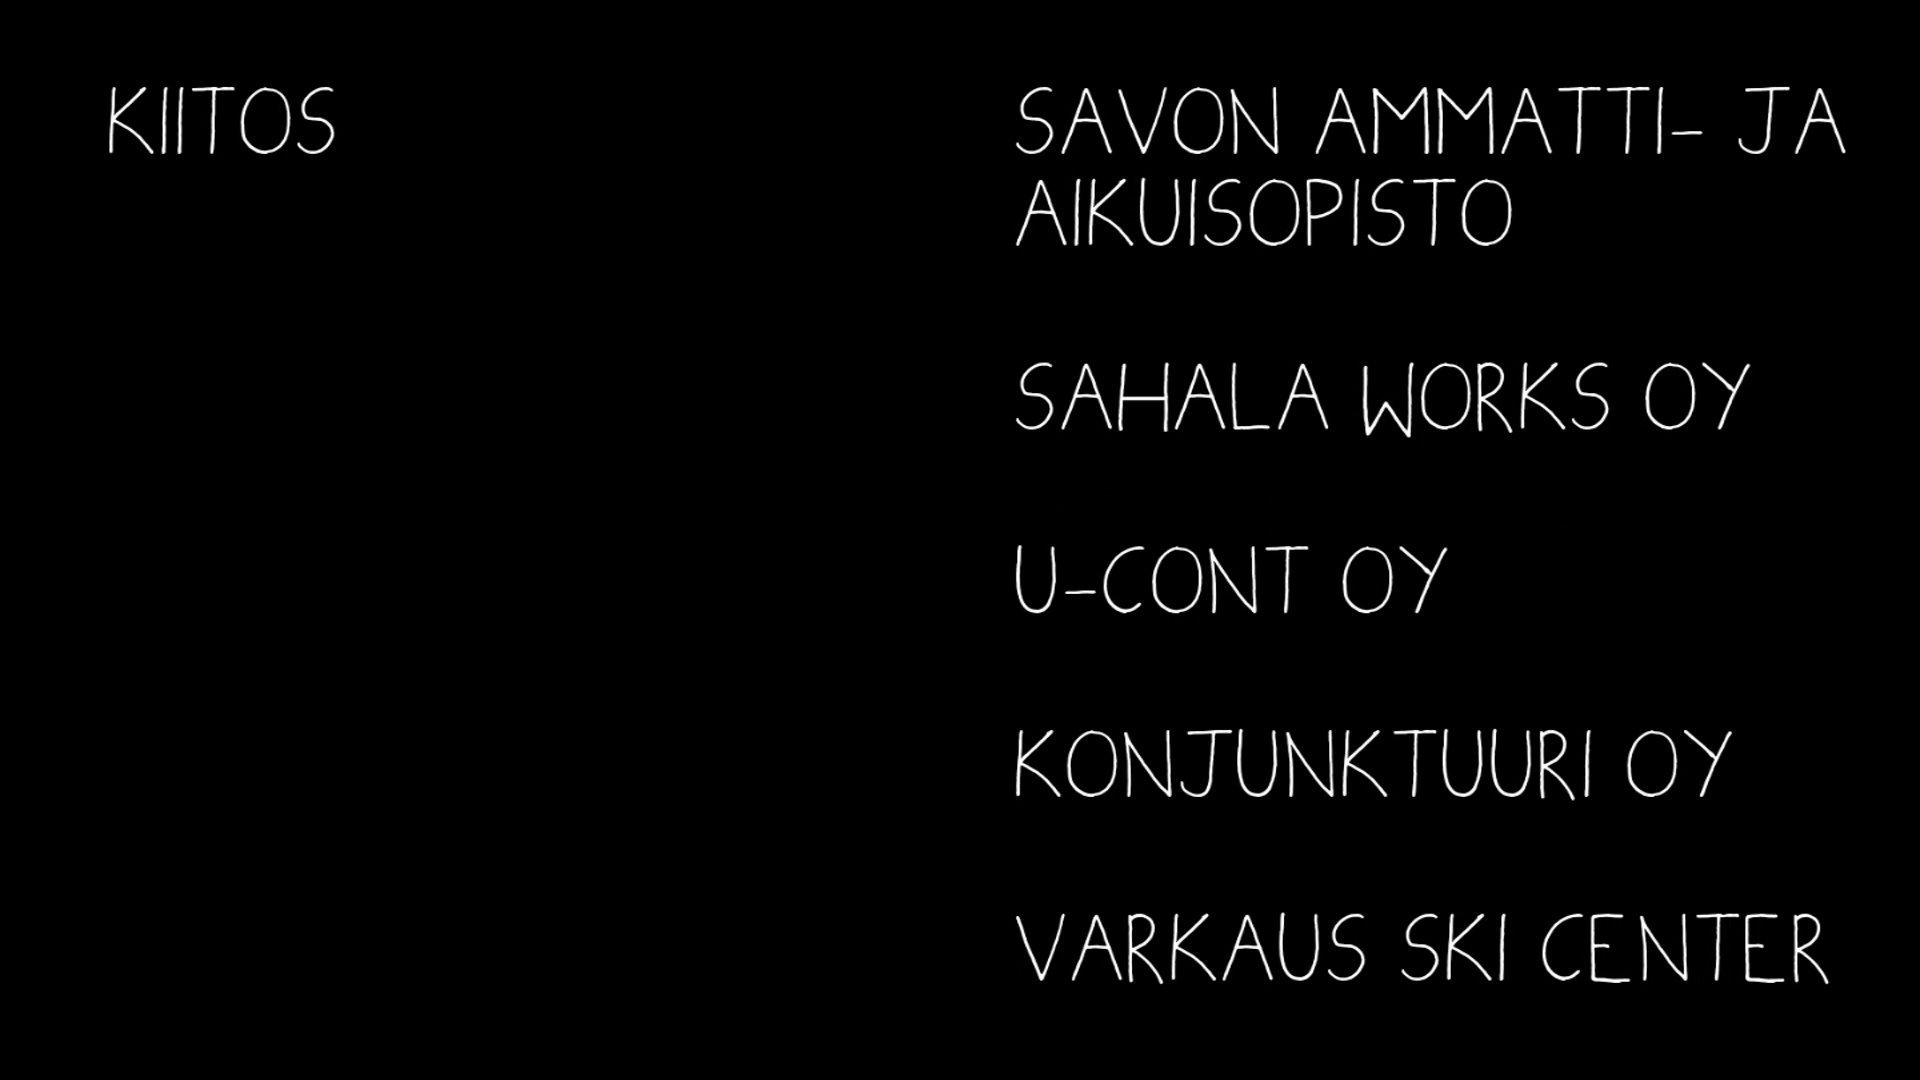 KIITOS
SAVON AMMATTI- JA
AIKUISOPISTO
SAHALA WORKS OY
U-CONT OY
KONJUNKTUURI OY
VARKAUS SKI CENTER